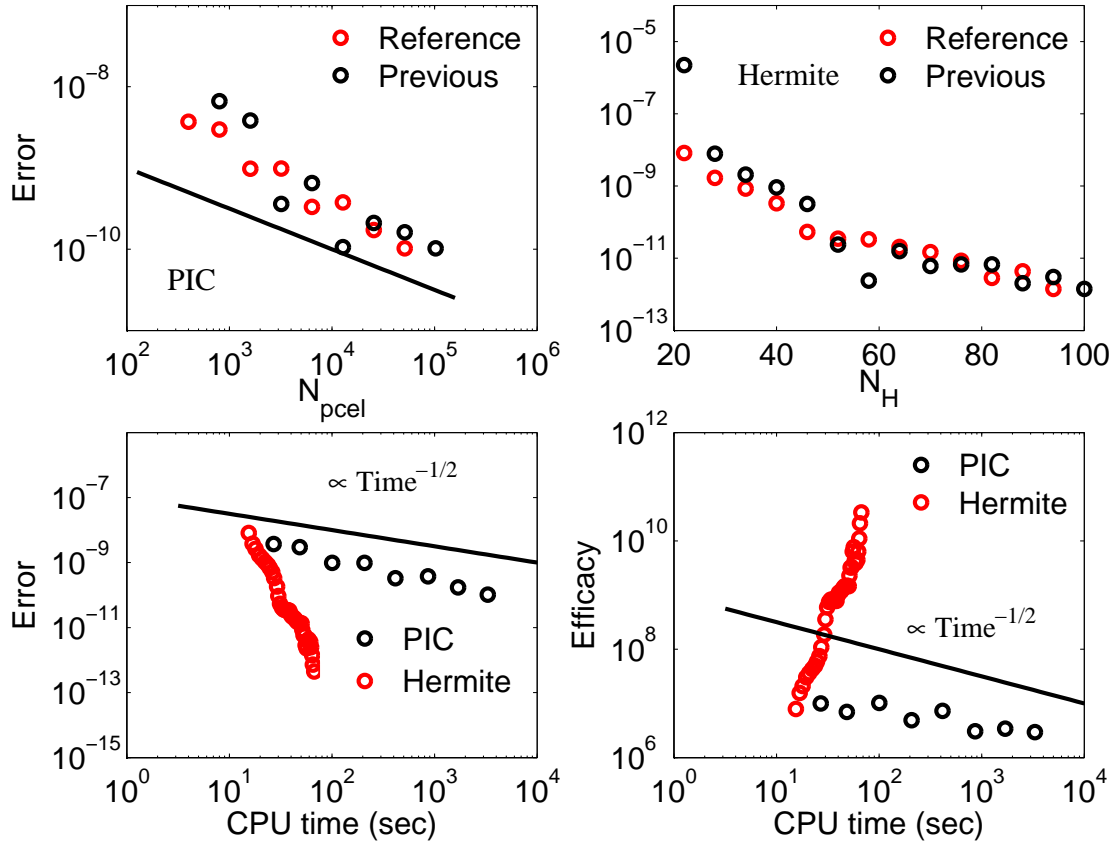 Reference
Previous
10^−8
10^−10
Error
PIC
10^2
10^3
10^4
10^5
10^6
N_pcel
10^−5
10^−7
10^−9
10^−11
10^−13
Hermite
Reference
Previous
20
40
60
80
100
N_H
10^−7
10^−9
10^−11
10^−13
10^−15
Error
∝ Time^−1/2
PIC
Hermite
10^0
10^1
10^2
10^3
10^4
CPU time (sec)
10^12
10^10
10^8
10^6
Efficacy
PIC
Hermite
∝ Time^−1/2
10^0
10^1
10^2
10^3
10^4
CPU time (sec)